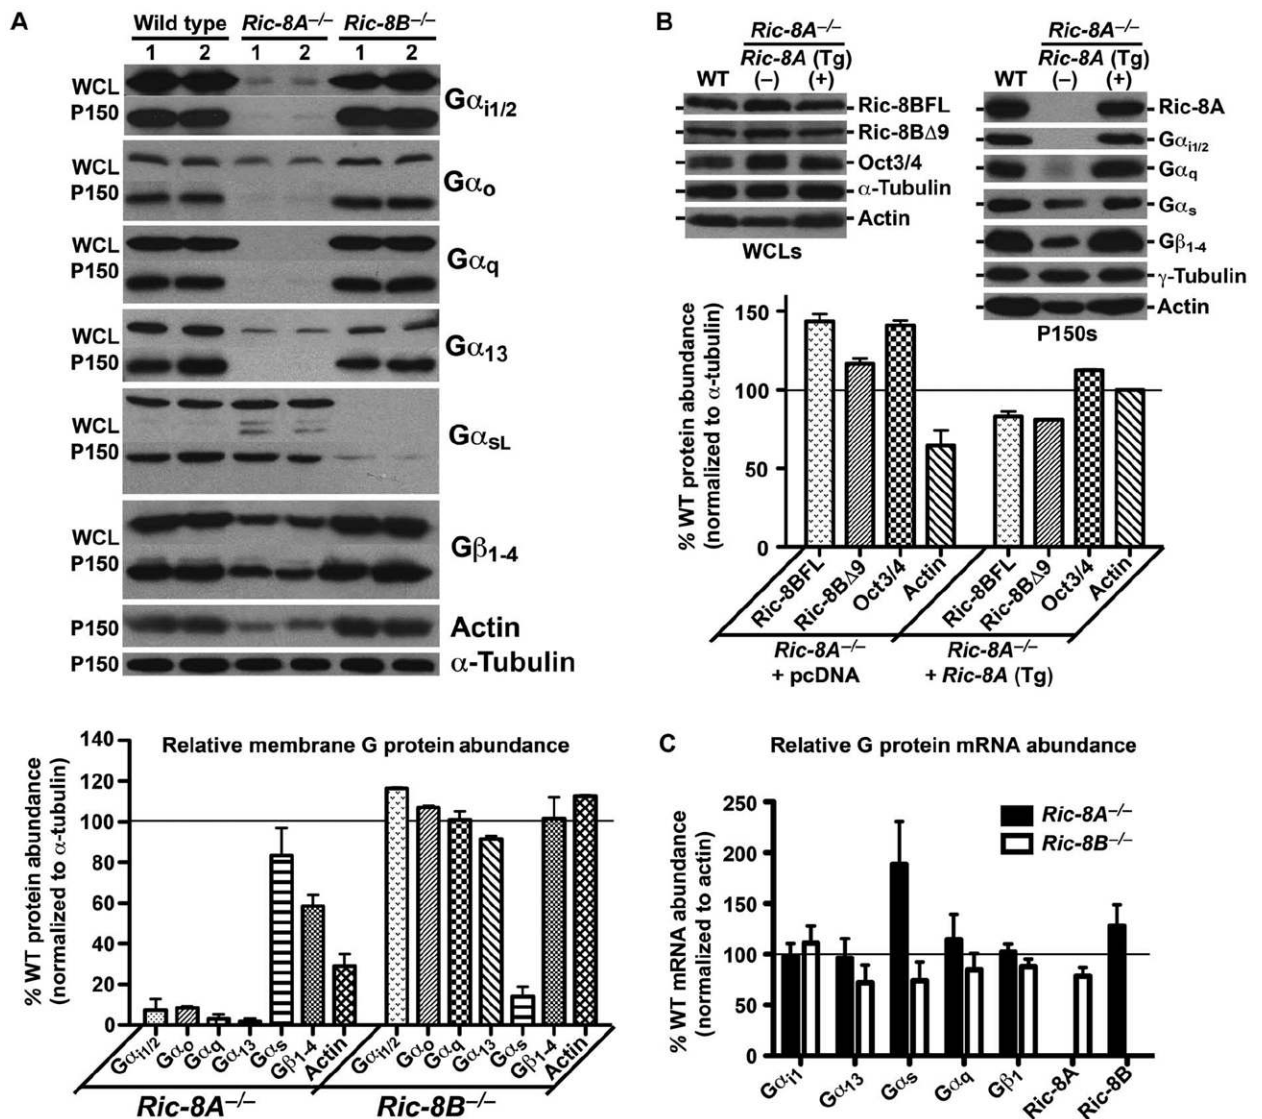 A
Wild type Ric-8A–/– Ric-8B–/–
1 2 1 2 1 2
WCL
P150
Gαi1/2
WCL
P150
Gαo
WCL
P150
Gαq
WCL
P150
Gα13
WCL
P150
GαsL
WCL
P150
Gβ1-4
P150 Actin
P150 α-Tubulin
Relative membrane G protein abundance
% WT protein abundance
(normalized to α-tubulin)
140
120
100
80
60
40
20
0
Gαi1/2 Gαo Gαq Gα13 Gαs Gβ1-4 Actin Gαi1/2 Gαo Gαq Gα13 Gαs Gβ1-4 Actin
Ric-8A–/– Ric-8B–/–
B
Ric-8A–/–
Ric-8A (Tg)
WT (–) (+)
Ric-8BFL
Ric-8BΔ9
Oct3/4
α-Tubulin
Actin
WCLs
Ric-8A–/–
Ric-8A (Tg)
WT (–) (+)
Ric-8A
Gαi1/2
Gαq
Gαs
Gβ1-4
γ-Tubulin
Actin
P150s
% WT protein abundance
(normalized to α-tubulin)
150
100
50
0
Ric-8BFL Ric-8BΔ9 Oct3/4 Actin Ric-8BFL Ric-8BΔ9 Oct3/4 Actin
Ric-8A–/– Ric-8A–/–
+ pcDNA + Ric-8A (Tg)
C
Relative G protein mRNA abundance
% WT mRNA abundance
(normalized to actin)
250
200
150
100
50
0
Ric-8A–/–
Ric-8B–/–
Gαi1 Gα13 Gαs Gαq Gβ1 Ric-8A Ric-8B